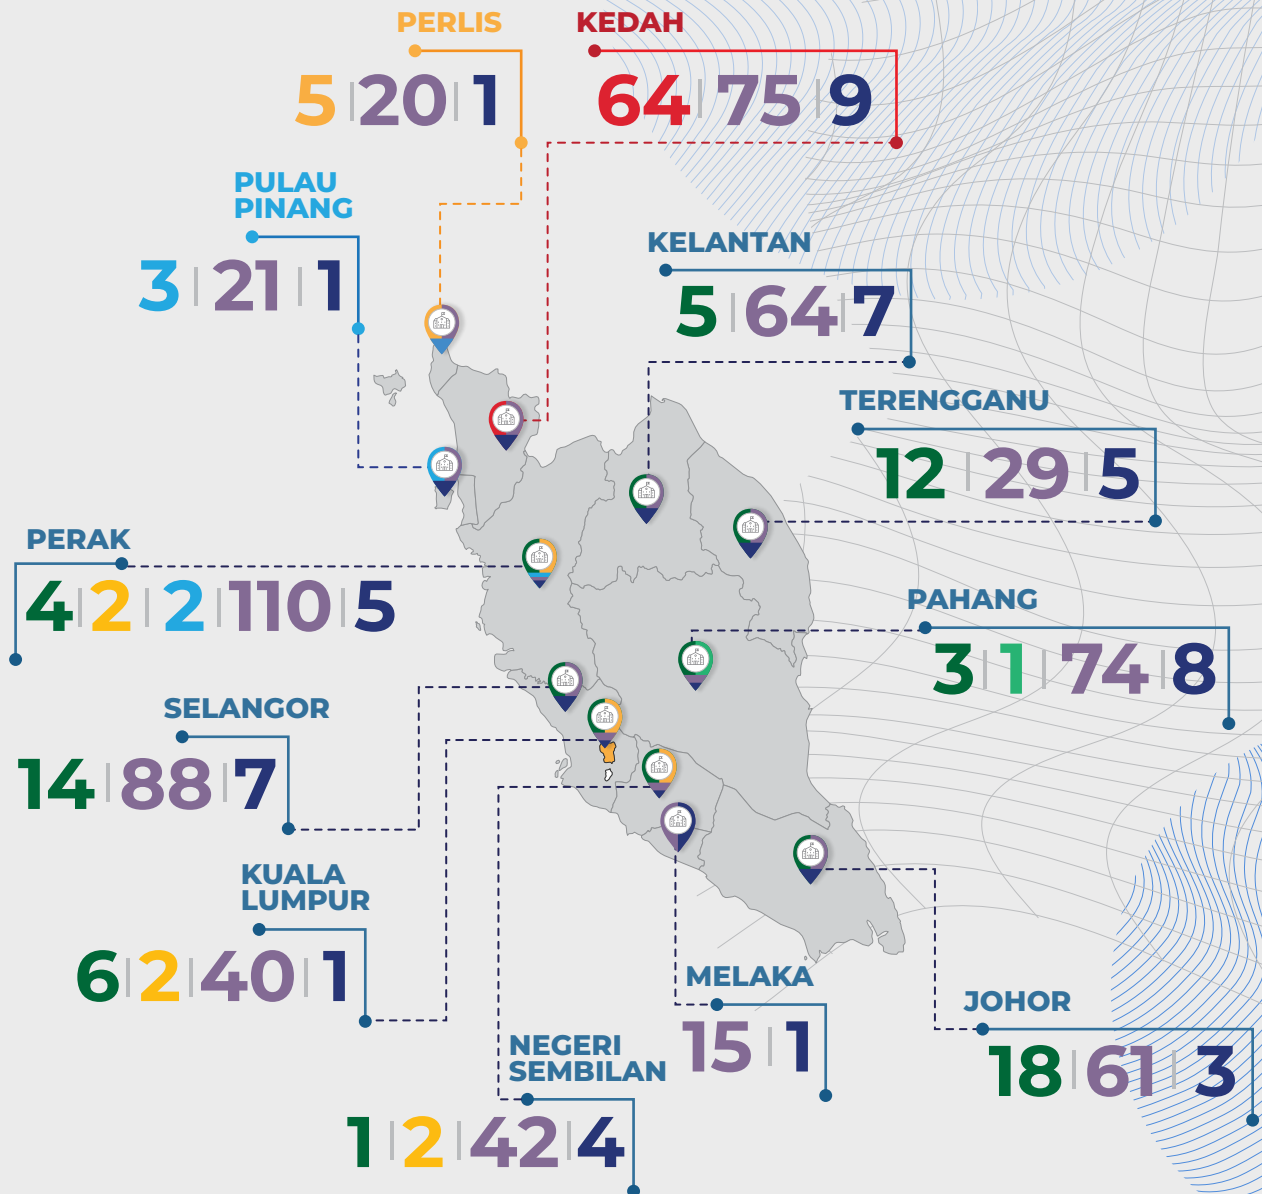 PERLIS
5 | 20 | 1
KEDAH
64 | 75 | 9
PULAU
PINANG
3 | 21 | 1
KELANTAN
5 | 64 | 7
TERENGGANU
12 | 29 | 5
PERAK
4 | 2 | 2 | 110 | 5
PAHANG
3 | 1 | 74 | 8
SELANGOR
14 | 88 | 7
KUALA
LUMPUR
6 | 2 | 40 | 1
MELAKA
15 | 1
JOHOR
18 | 61 | 3
NEGERI
SEMBILAN
1 | 2 | 42 | 4